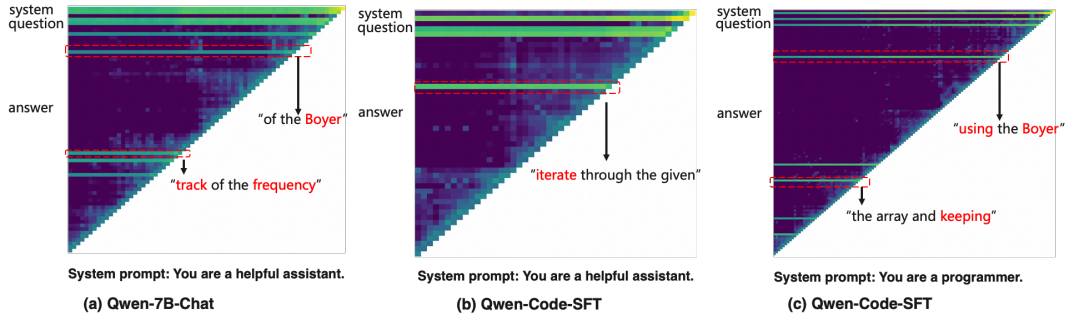 system
question
answer
"of the Boyer"
"track of the frequency"
System prompt: You are a helpful assistant.
(a) Qwen-7B-Chat
system
question
answer
"iterate through the given"
System prompt: You are a helpful assistant.
(b) Qwen-Code-SFT
system
question
answer
"using the Boyer"
"the array and keeping"
System prompt: You are a programmer.
(c) Qwen-Code-SFT